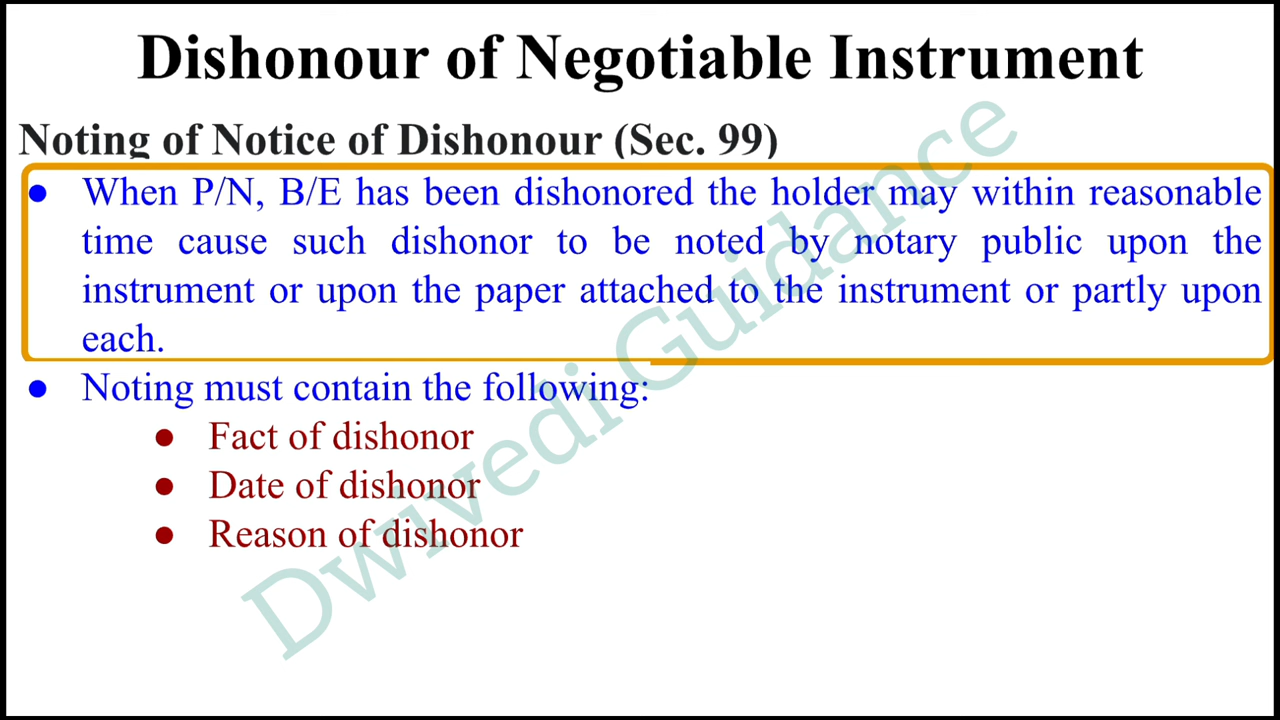 Dishonour of Negotiable Instrument
Noting of Notice of Dishonour (Sec. 99)
● When P/N, B/E has been dishonored the holder may within reasonable
time cause such dishonor to be noted by notary public upon the
instrument or upon the paper attached to the instrument or partly upon
each.
● Noting must contain the following:
● Fact of dishonor
● Date of dishonor
● Reason of dishonor
Dwivedi Guidance